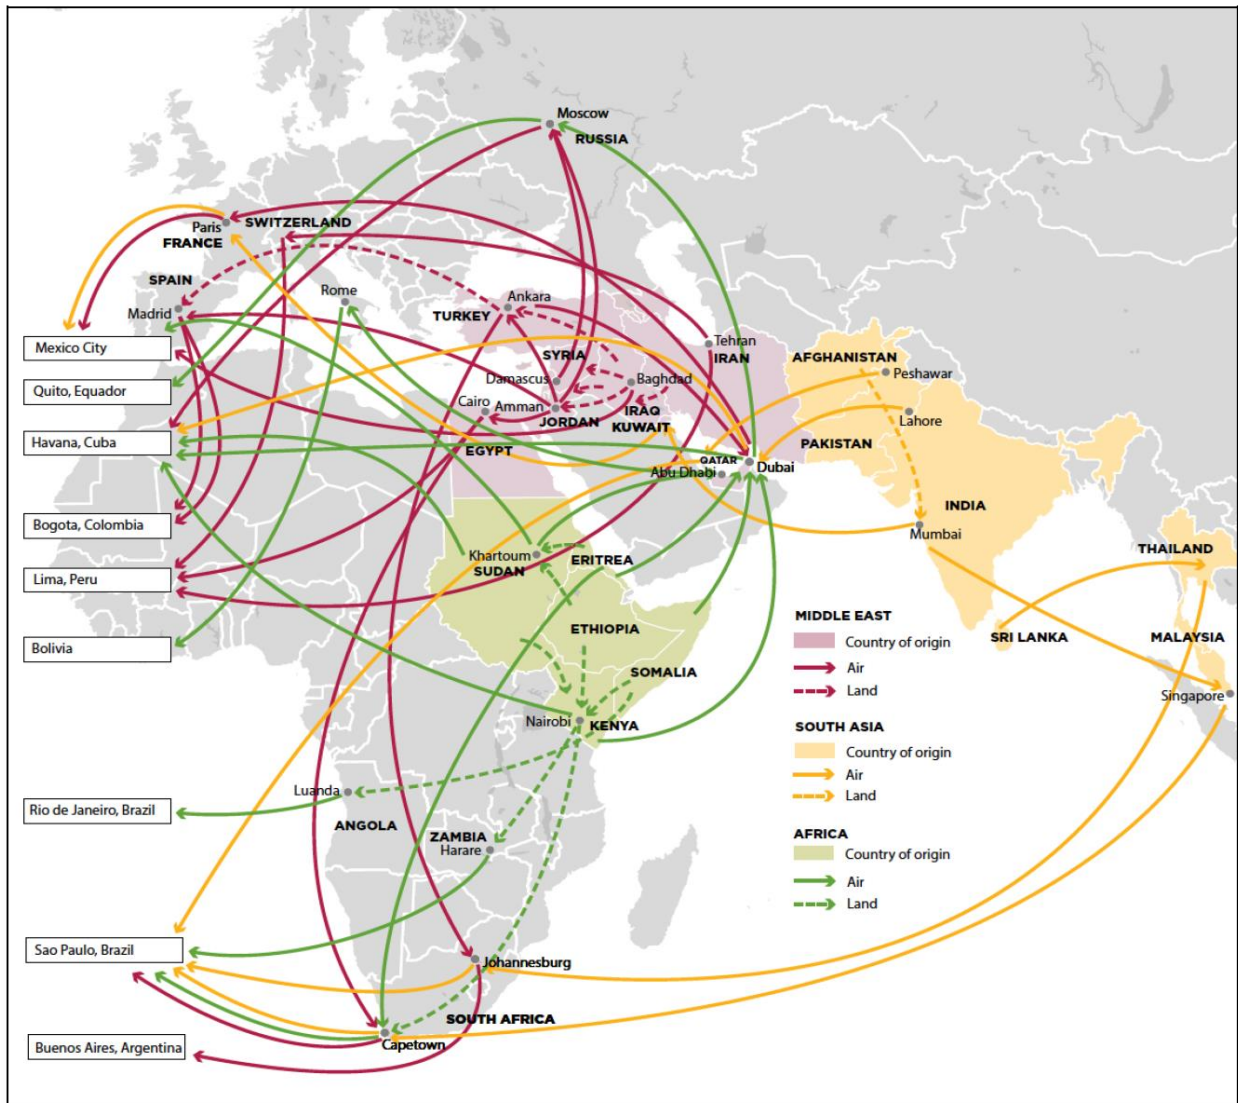 Moscow
RUSSIA
Paris
SWITZERLAND
FRANCE
SPAIN
Madrid
Rome
Ankara
TURKEY
Mexico City
Tehran
IRAN
SYRIA
AFGHANISTAN
Peshawar
Quito, Equador
Damascus
Baghdad
Cairo
Amman
IRAQ
JORDAN
KUWAIT
Lahore
PAKISTAN
Havana, Cuba
EGYPT
QATAR
Abu Dhabi
Dubai
INDIA
Bogota, Colombia
Mumbai
Khartoum
SUDAN
ERITREA
THAILAND
Lima, Peru
ETHIOPIA
MIDDLE EAST
Country of origin
Air
Land
SRI LANKA
MALAYSIA
Bolivia
SOMALIA
Singapore
Nairobi
KENYA
SOUTH ASIA
Country of origin
Air
Land
Luanda
Rio de Janeiro, Brazil
ANGOLA
ZAMBIA
Harare
AFRICA
Country of origin
Air
Land
Sao Paulo, Brazil
Johannesburg
SOUTH AFRICA
Capetown
Buenos Aires, Argentina